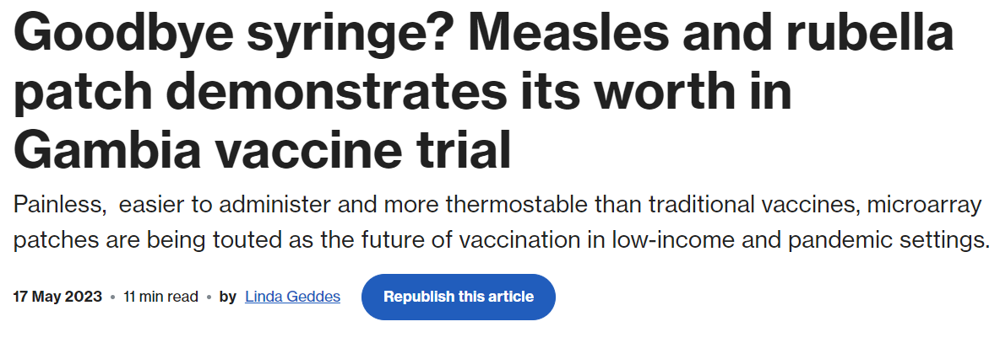 Goodbye syringe? Measles and rubella
patch demonstrates its worth in
Gambia vaccine trial
Painless,  easier to administer and more thermostable than traditional vaccines, microarray
patches are being touted as the future of vaccination in low-income and pandemic settings.
17 May 2023 • 11 min read • by Linda Geddes Republish this article